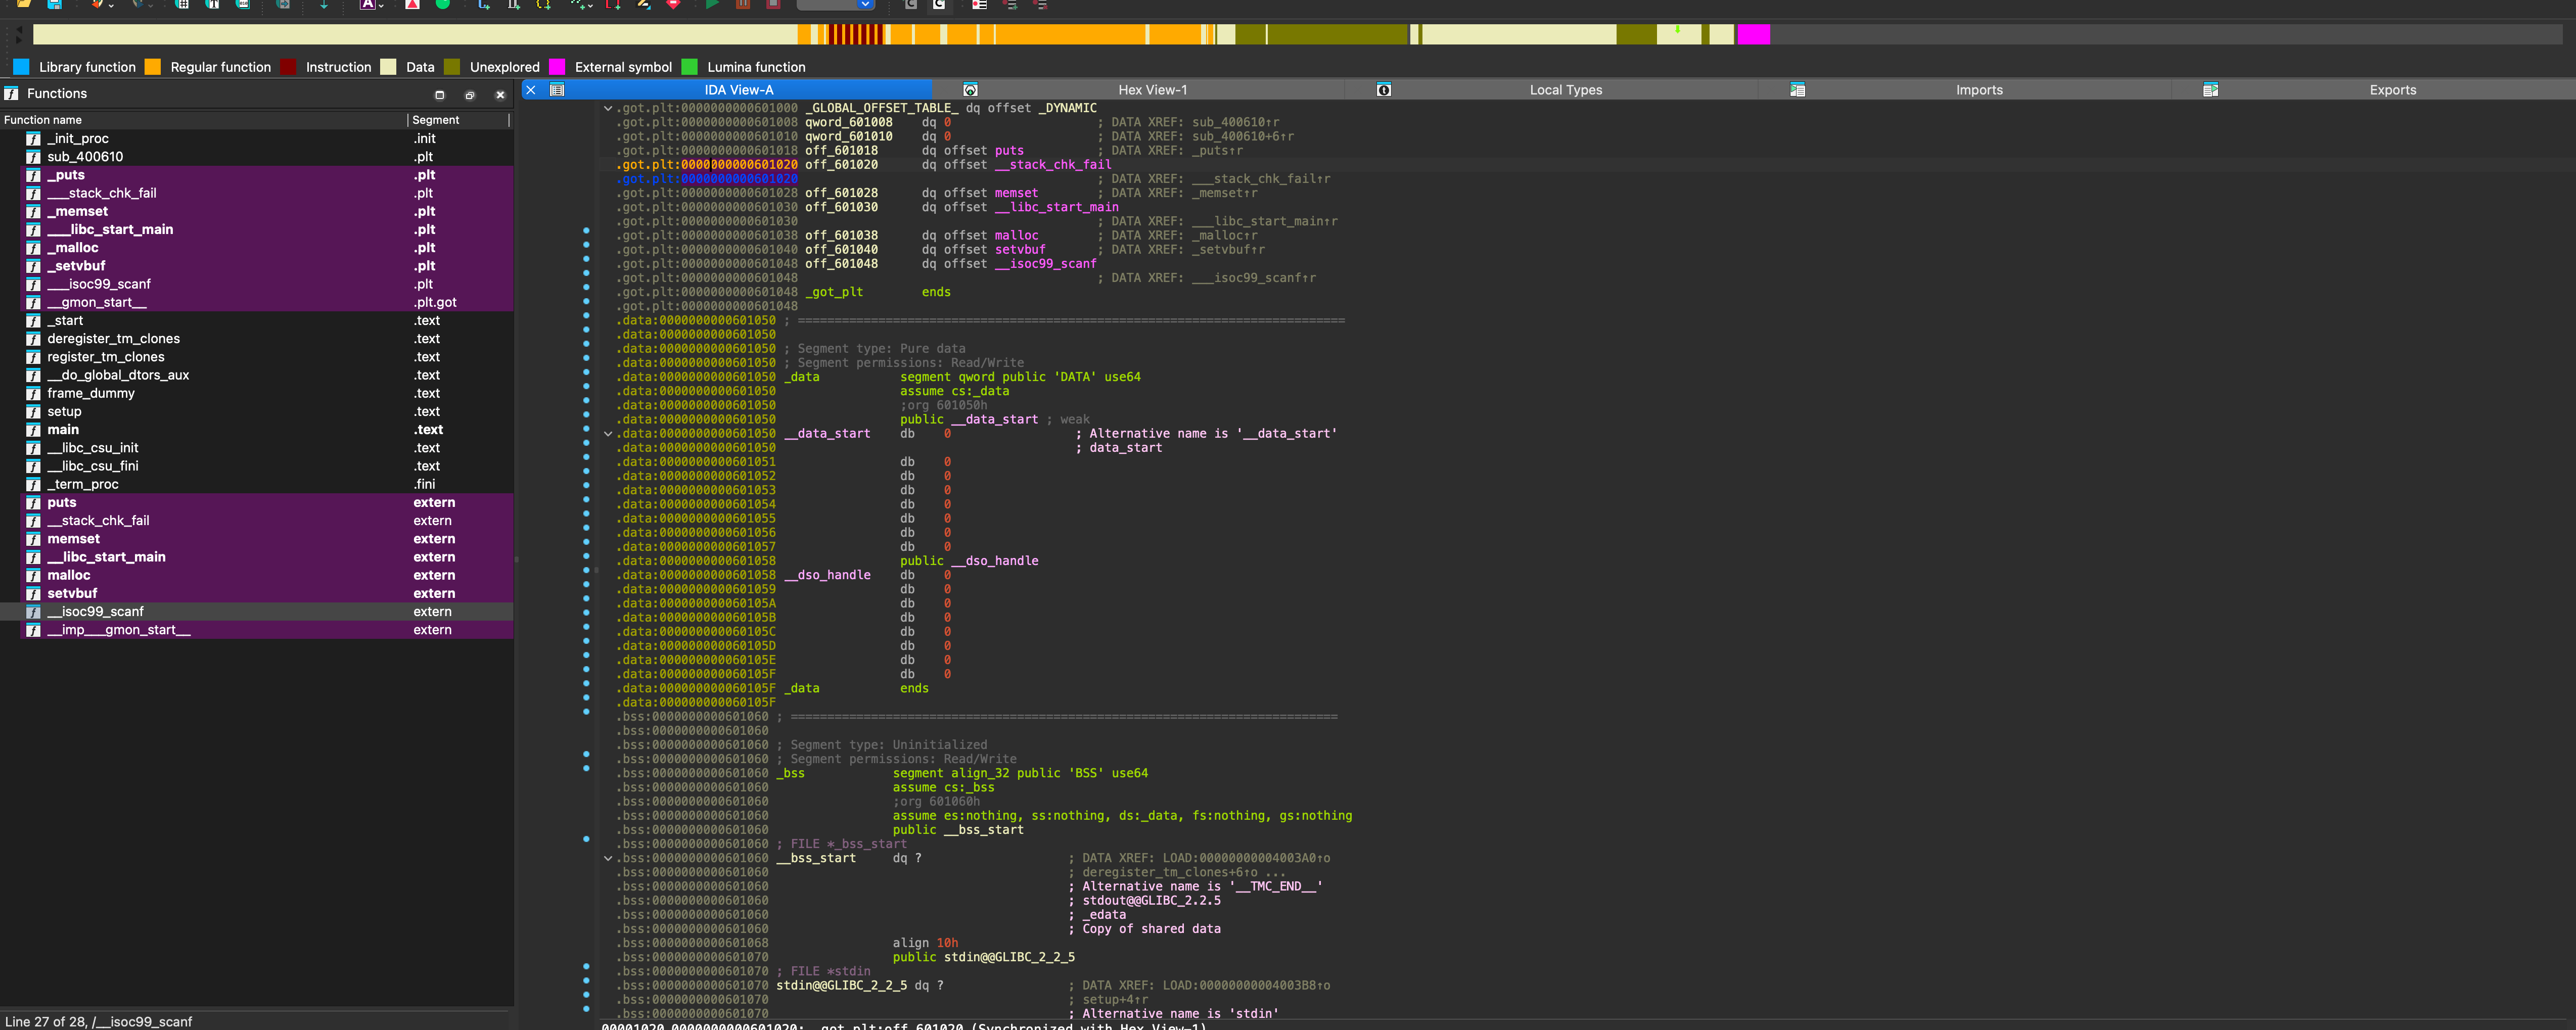 Library function Regular function Instruction Data Unexplored External symbol Lumina function
Functions
Function name Segment
_init_proc .init
sub_400610 .plt
_puts .plt
___stack_chk_fail .plt
_memset .plt
___libc_start_main .plt
_malloc .plt
_setvbuf .plt
___isoc99_scanf .plt
__gmon_start__ .plt.got
_start .text
deregister_tm_clones .text
register_tm_clones .text
__do_global_dtors_aux .text
frame_dummy .text
setup .text
main .text
__libc_csu_init .text
__libc_csu_fini .text
_term_proc .fini
puts extern
__stack_chk_fail extern
memset extern
__libc_start_main extern
malloc extern
setvbuf extern
__isoc99_scanf extern
__imp___gmon_start__ extern
Line 27 of 28, /__isoc99_scanf
IDA View-A Hex View-1 Local Types Imports Exports
.got.plt:0000000000601000 _GLOBAL_OFFSET_TABLE_ dq offset _DYNAMIC
.got.plt:0000000000601008 qword_601008 dq 0 ; DATA XREF: sub_400610↑r
.got.plt:0000000000601010 qword_601010 dq 0 ; DATA XREF: sub_400610+6↑r
.got.plt:0000000000601018 off_601018 dq offset puts ; DATA XREF: _puts↑r
.got.plt:0000000000601020 off_601020 dq offset __stack_chk_fail
.got.plt:0000000000601020 ; DATA XREF: ___stack_chk_fail↑r
.got.plt:0000000000601028 off_601028 dq offset memset ; DATA XREF: _memset↑r
.got.plt:0000000000601030 off_601030 dq offset __libc_start_main
.got.plt:0000000000601030 ; DATA XREF: ___libc_start_main↑r
.got.plt:0000000000601038 off_601038 dq offset malloc ; DATA XREF: _malloc↑r
.got.plt:0000000000601040 off_601040 dq offset setvbuf ; DATA XREF: _setvbuf↑r
.got.plt:0000000000601048 off_601048 dq offset __isoc99_scanf
.got.plt:0000000000601048 ; DATA XREF: ___isoc99_scanf↑r
.got.plt:0000000000601048 _got_plt ends
.got.plt:0000000000601048
.data:0000000000601050 ; ===========================================================================
.data:0000000000601050
.data:0000000000601050 ; Segment type: Pure data
.data:0000000000601050 ; Segment permissions: Read/Write
.data:0000000000601050 _data segment qword public 'DATA' use64
.data:0000000000601050 assume cs:_data
.data:0000000000601050 ;org 601050h
.data:0000000000601050 public __data_start ; weak
.data:0000000000601050 __data_start db 0 ; Alternative name is '__data_start'
.data:0000000000601050 ; data_start
.data:0000000000601051 db 0
.data:0000000000601052 db 0
.data:0000000000601053 db 0
.data:0000000000601054 db 0
.data:0000000000601055 db 0
.data:0000000000601056 db 0
.data:0000000000601057 db 0
.data:0000000000601058 public __dso_handle
.data:0000000000601058 __dso_handle db 0
.data:0000000000601059 db 0
.data:000000000060105A db 0
.data:000000000060105B db 0
.data:000000000060105C db 0
.data:000000000060105D db 0
.data:000000000060105E db 0
.data:000000000060105F db 0
.data:000000000060105F _data ends
.data:000000000060105F
.bss:0000000000601060 ; ===========================================================================
.bss:0000000000601060
.bss:0000000000601060 ; Segment type: Uninitialized
.bss:0000000000601060 ; Segment permissions: Read/Write
.bss:0000000000601060 _bss segment align_32 public 'BSS' use64
.bss:0000000000601060 assume cs:_bss
.bss:0000000000601060 ;org 601060h
.bss:0000000000601060 assume es:nothing, ss:nothing, ds:_data, fs:nothing, gs:nothing
.bss:0000000000601060 public __bss_start
.bss:0000000000601060 ; FILE *_bss_start
.bss:0000000000601060 __bss_start dq ? ; DATA XREF: LOAD:00000000004003A0↑o
.bss:0000000000601060 ; deregister_tm_clones+6↑o ...
.bss:0000000000601060 ; Alternative name is '__TMC_END__'
.bss:0000000000601060 ; stdout@@GLIBC_2.2.5
.bss:0000000000601060 ; _edata
.bss:0000000000601060 ; Copy of shared data
.bss:0000000000601068 align 10h
.bss:0000000000601070 public stdin@@GLIBC_2_2_5
.bss:0000000000601070 ; FILE *stdin
.bss:0000000000601070 stdin@@GLIBC_2_2_5 dq ? ; DATA XREF: LOAD:00000000004003B8↑o
.bss:0000000000601070 ; setup+4↑r
.bss:0000000000601070 ; Alternative name is 'stdin'
00001020 0000000000601020: .got.plt:off_601020 (Synchronized with Hex View-1)